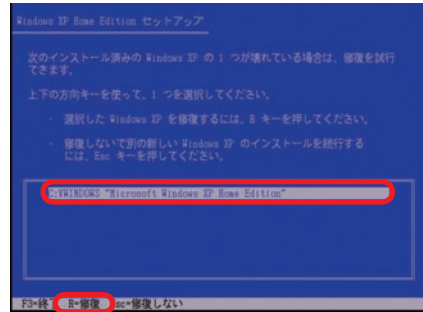 Windows XP Home Edition セットアップ
次のインストール済みの Windows XP の 1 つが壊れている場合は、修復を試行
できます。
上下の方向キーを使って、1 つを選択してください。
・ 選択した Windows XP を修復するには、R キーを押してください。
・ 修復しないで別の新しい Windows XP のインストールを続行する
には、Esc キーを押してください。
C:¥WINDOWS "Microsoft Windows XP Home Edition"
F3=終了 R=修復 Esc=修復しない